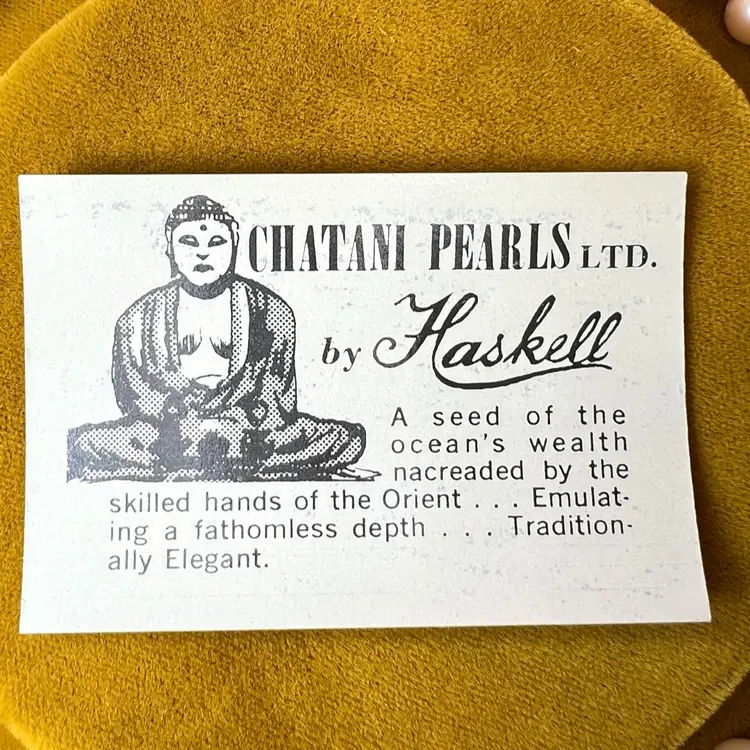 CHATANI PEARLS LTD.
by Haskell
A seed of the
ocean's wealth
nacreaded by the
skilled hands of the Orient . . . Emulat-
ing a fathomless depth . . . Tradition-
ally Elegant.